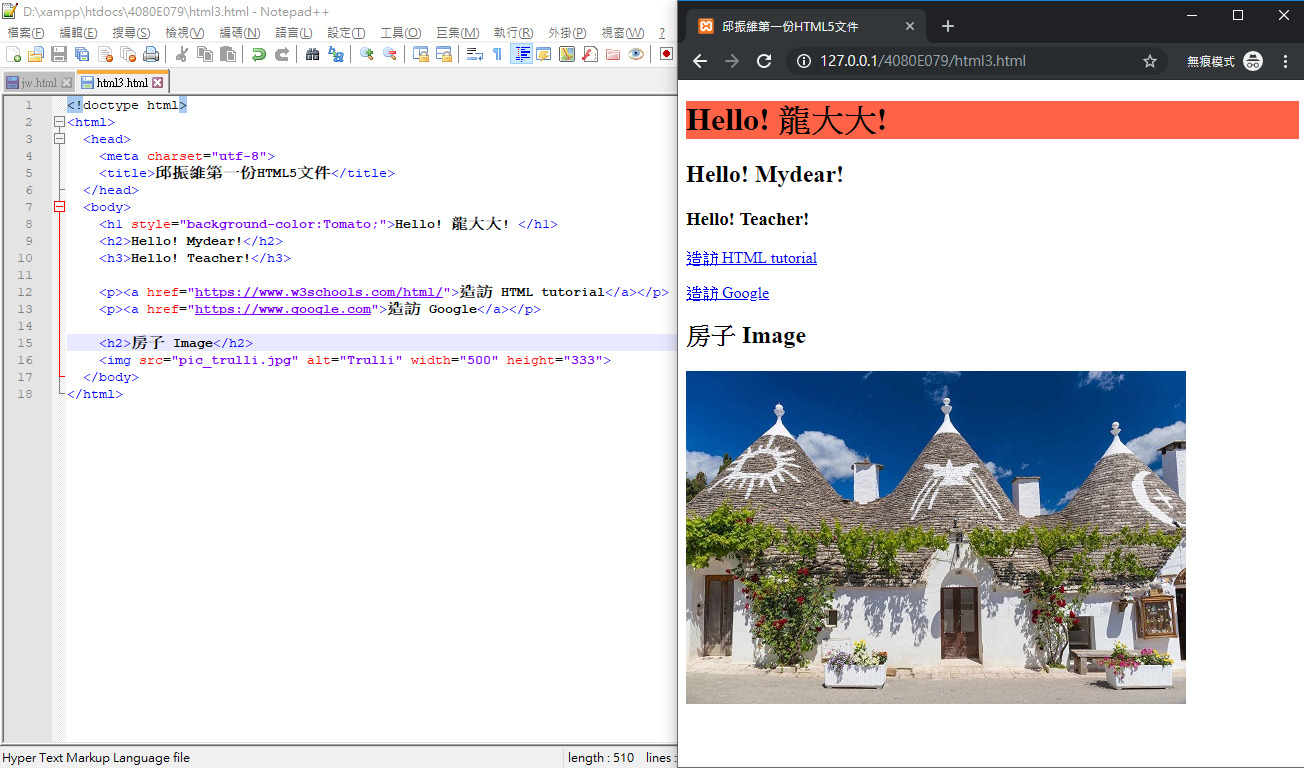 D:\xampp\htdocs\4080E079\html3.html - Notepad++
檔案(F) 編輯(E) 搜尋(S) 檢視(V) 編碼(N) 語言(L) 設定(T) 工具(O) 巨集(M) 執行(R) 外掛(P) 視窗(W) ?
jw.html html3.html
1 <!doctype html>
2 <html>
3 <head>
4 <meta charset="utf-8">
5 <title>邱振維第一份HTML5文件</title>
6 </head>
7 <body>
8 <h1 style="background-color:Tomato;">Hello! 龍大大! </h1>
9 <h2>Hello! Mydear!</h2>
10 <h3>Hello! Teacher!</h3>
11
12 <p><a href="https://www.w3schools.com/html/">造訪 HTML tutorial</a></p>
13 <p><a href="https://www.google.com">造訪 Google</a></p>
14
15 <h2>房子 Image</h2>
16 <img src="pic_trulli.jpg" alt="Trulli" width="500" height="333">
17 </body>
18 </html>
Hyper Text Markup Language file length : 510 lines :
邱振維第一份HTML5文件
127.0.0.1/4080E079/html3.html 無痕模式
Hello! 龍大大!
Hello! Mydear!
Hello! Teacher!
造訪 HTML tutorial
造訪 Google
房子 Image